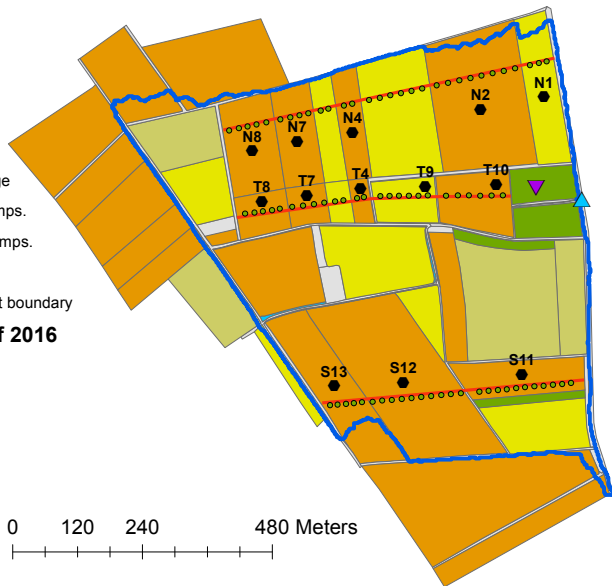 N1
N2
N4
N7
N8
T10
T9
T4
T7
T8
ge
mps.
mps.
t boundary
f 2016
S11
S12
S13
0 120 240 480 Meters